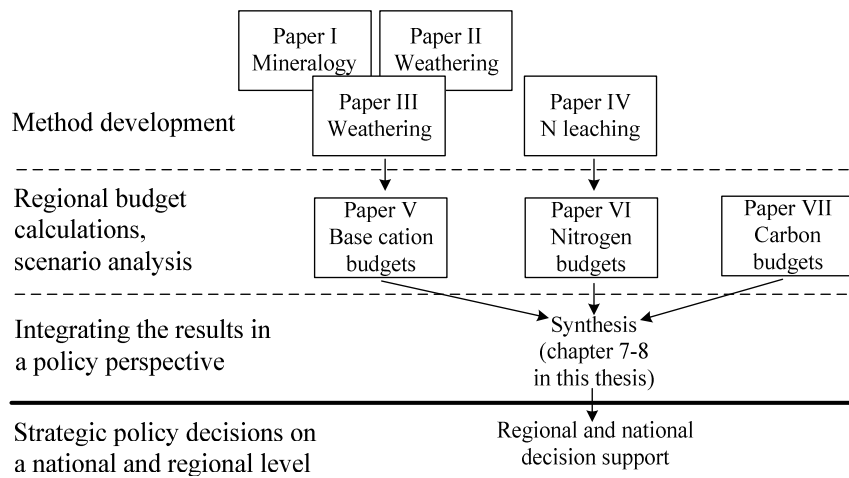 Paper I
Mineralogy
Paper II
Weathering
Method development
Paper III
Weathering
Paper IV
N leaching
Regional budget
calculations,
scenario analysis
Paper V
Base cation
budgets
Paper VI
Nitrogen
budgets
Paper VII
Carbon
budgets
Integrating the results in
a policy perspective
Synthesis
(chapter 7-8
in this thesis)
Strategic policy decisions on
a national and regional level
Regional and national
decision support